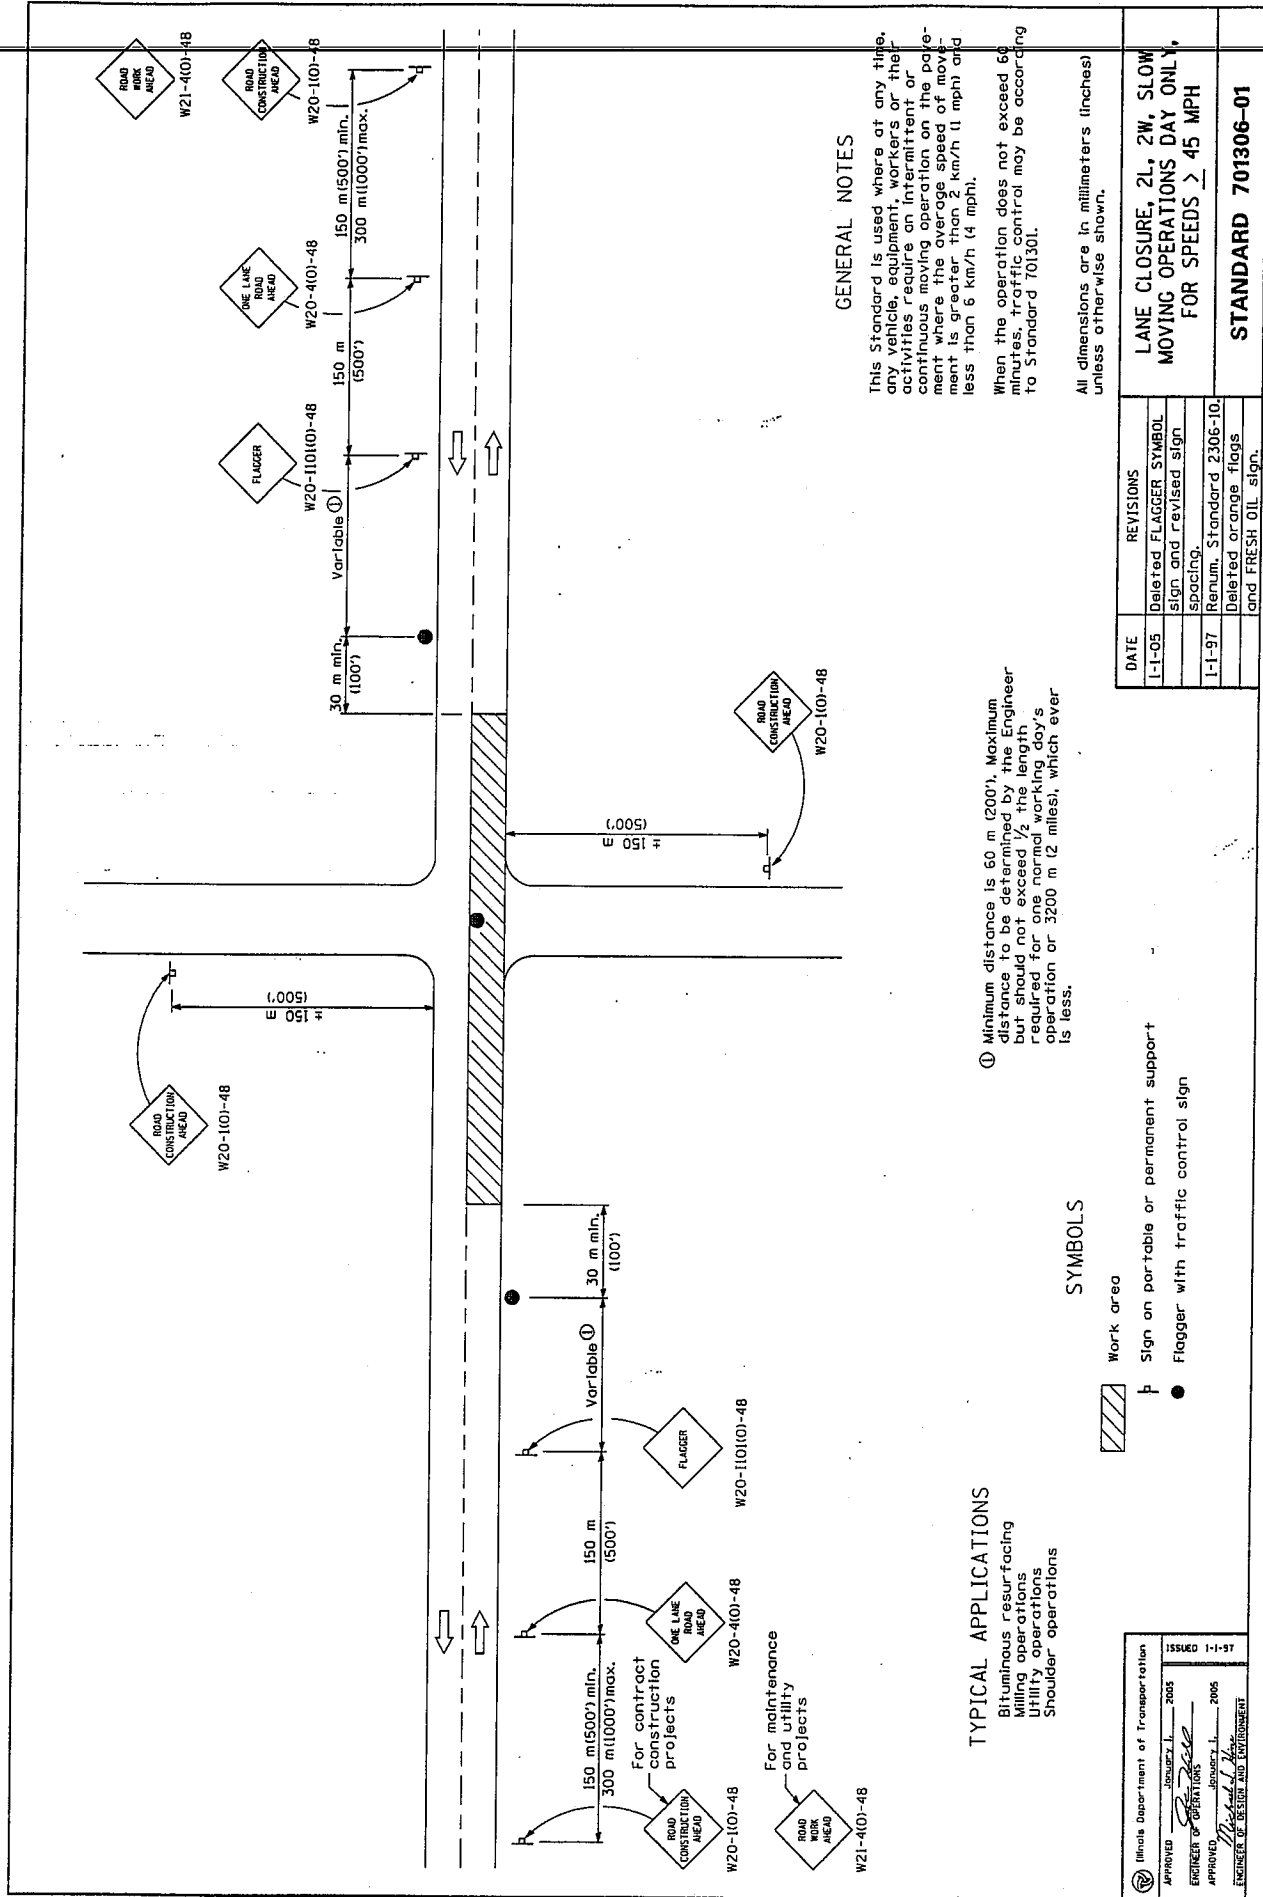 ROAD
WORK
AHEAD
W21-4(O)-48
ROAD
CONSTRUCTION
AHEAD
W20-1(O)-48
150 m(500') min.
300 m(1000')max.
ONE LANE
ROAD
AHEAD
W20-4(O)-48
150 m
(500')
FLAGGER
W20-I101(O)-48
Variable ①
30 m min.
(100')
ROAD
CONSTRUCTION
AHEAD
W20-1(O)-48
± 150 m
(500')
ROAD
CONSTRUCTION
AHEAD
W20-1(O)-48
± 150 m
(500')
30 m min.
(100')
Variable ①
FLAGGER
W20-I101(O)-48
150 m
(500')
ONE LANE
ROAD
AHEAD
W20-4(O)-48
150 m(500') min.
300 m(1000')max.
For contract
construction
projects
ROAD
CONSTRUCTION
AHEAD
W20-1(O)-48
For maintenance
and utility
projects
ROAD
WORK
AHEAD
W21-4(O)-48
TYPICAL APPLICATIONS
Bituminous resurfacing
Milling operations
Utility operations
Shoulder operations
SYMBOLS
Work area
Sign on portable or permanent support
Flagger with traffic control sign
① Minimum distance is 60 m (200'). Maximum
distance to be determined by the Engineer
but should not exceed ½ the length
required for one normal working day's
operation or 3200 m (2 miles), which ever
is less.
GENERAL NOTES
This Standard is used where at any time,
any vehicle, equipment, workers or their
activities require an intermittent or
continuous moving operation on the pave-
ment where the average speed of move-
ment is greater than 2 km/h (1 mph) and
less than 6 km/h (4 mph).
When the operation does not exceed 60
minutes, traffic control may be according
to Standard 701301.
All dimensions are in millimeters (inches)
unless otherwise shown.
Illinois Department of Transportation
APPROVED January 1, 2005
ENGINEER OF OPERATIONS
APPROVED January 1, 2005
ENGINEER OF DESIGN AND ENVIRONMENT
ISSUED 1-1-97
DATE REVISIONS
1-1-05 Deleted FLAGGER SYMBOL
sign and revised sign
spacing.
1-1-97 Renum. Standard 2306-10.
Deleted orange flags
and FRESH OIL sign.
LANE CLOSURE, 2L, 2W, SLOW
MOVING OPERATIONS DAY ONLY,
FOR SPEEDS ≥ 45 MPH
STANDARD 701306-01